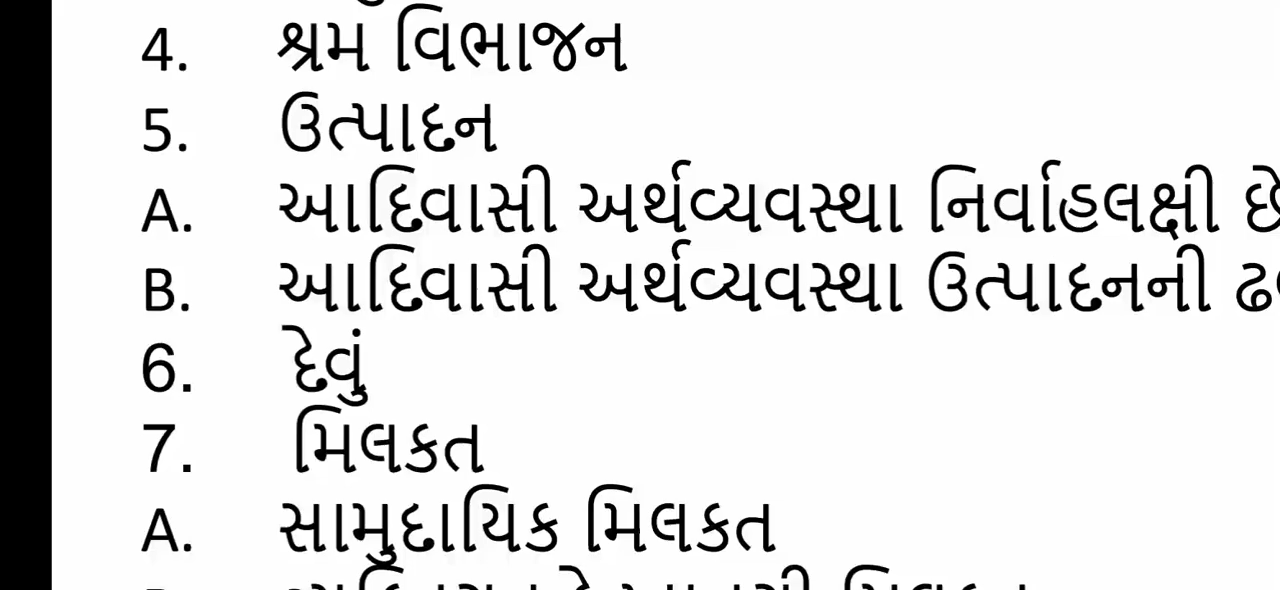 4. શ્રમ વિભાજન
5. ઉત્પાદન
A. આદિવાસી અર્થવ્યવસ્થા નિર્વાહલક્ષી છે
B. આદિવાસી અર્થવ્યવસ્થા ઉત્પાદનની
6. દેવું
7. મિલકત
A. સામુદાયિક મિલકત